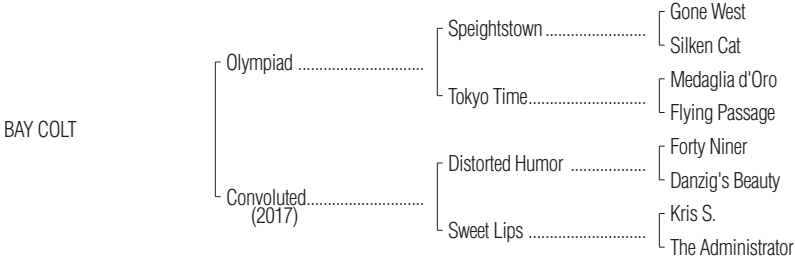 Gone West
Speightstown
Silken Cat
Olympiad
Medaglia d'Oro
Tokyo Time
Flying Passage
BAY COLT
Forty Niner
Distorted Humor
Danzig's Beauty
Convoluted
(2017)
Kris S.
Sweet Lips
The Administrator